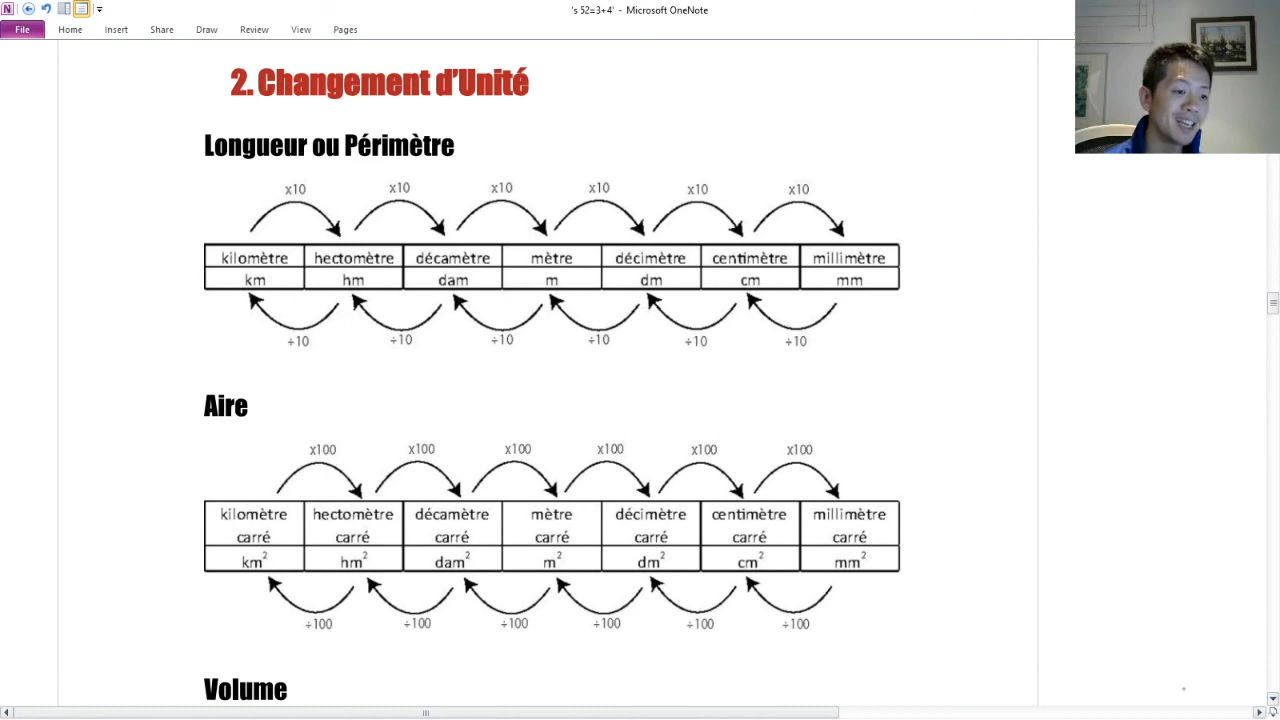 's 52=3+4' - Microsoft OneNote
File Home Insert Share Draw Review View Pages
2. Changement d'Unité
Longueur ou Périmètre
x10 x10 x10 x10 x10 x10
kilomètre hectomètre décamètre mètre décimètre centimètre millimètre
km hm dam m dm cm mm
÷10 ÷10 ÷10 ÷10 ÷10 ÷10
Aire
x100 x100 x100 x100 x100 x100
kilomètre hectomètre décamètre mètre décimètre centimètre millimètre
carré carré carré carré carré carré carré
km² hm² dam² m² dm² cm² mm²
÷100 ÷100 ÷100 ÷100 ÷100 ÷100
Volume